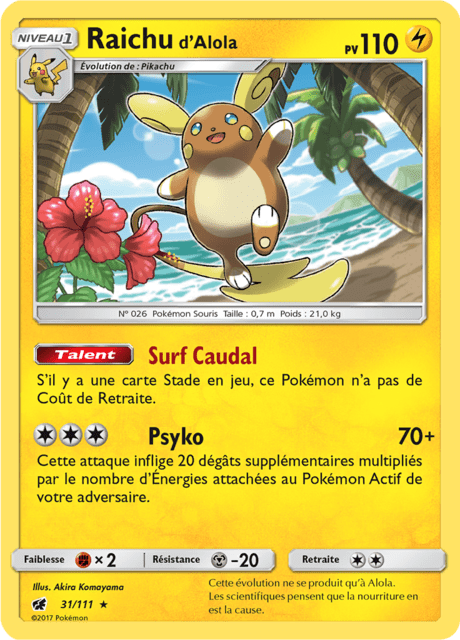 NIVEAU 1
Raichu d'Alola
PV 110
Évolution de : Pikachu
Nº 026 Pokémon Souris Taille : 0,7 m Poids : 21,0 kg
Talent Surf Caudal
S'il y a une carte Stade en jeu, ce Pokémon n'a pas de
Coût de Retraite.
Psyko 70+
Cette attaque inflige 20 dégâts supplémentaires multipliés
par le nombre d'Énergies attachées au Pokémon Actif de
votre adversaire.
Faiblesse ×2 Résistance -20 Retraite
Illus. Akira Komayama
31/111 ★
©2017 Pokémon
Cette évolution ne se produit qu'à Alola.
Les scientifiques pensent que la nourriture en
est la cause.